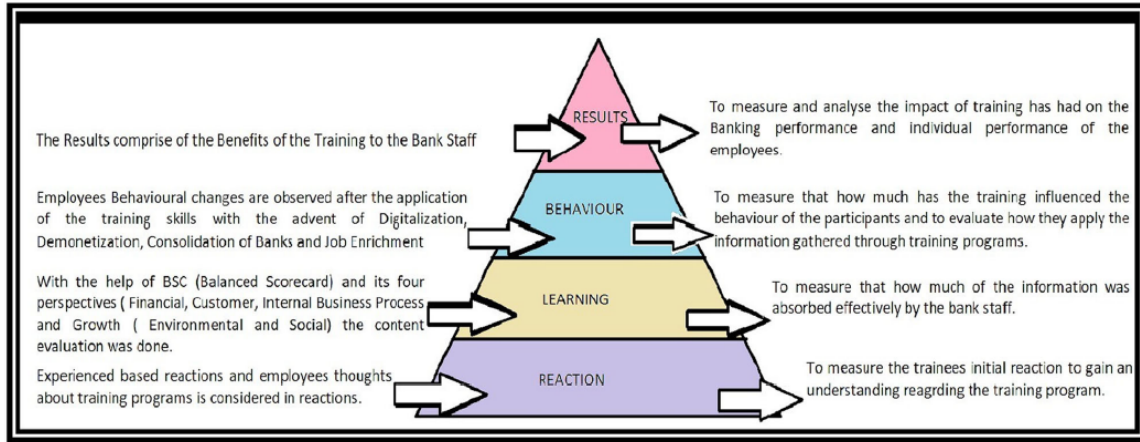 RESULTS
The Results comprise of the Benefits of the Training to the Bank Staff
To measure and analyse the impact of training has had on the
Banking performance and individual performance of the
employees.
BEHAVIOUR
Employees Behavioural changes are observed after the application
of the training skills with the advent of Digitalization,
Demonetization, Consolidation of Banks and Job Enrichment
To measure that how much has the training influenced the
behaviour of the participants and to evaluate how they apply the
information gathered through training programs.
LEARNING
With the help of BSC (Balanced Scorecard) and its four
perspectives ( Financial, Customer, Internal Business Process
and Growth ( Environmental and Social) the content
evaluation was done.
To measure that how much of the information was
absorbed effectively by the bank staff.
REACTION
Experienced based reactions and employees thoughts
about training programs is considered in reactions.
To measure the trainees initial reaction to gain an
understanding reagrding the training program.